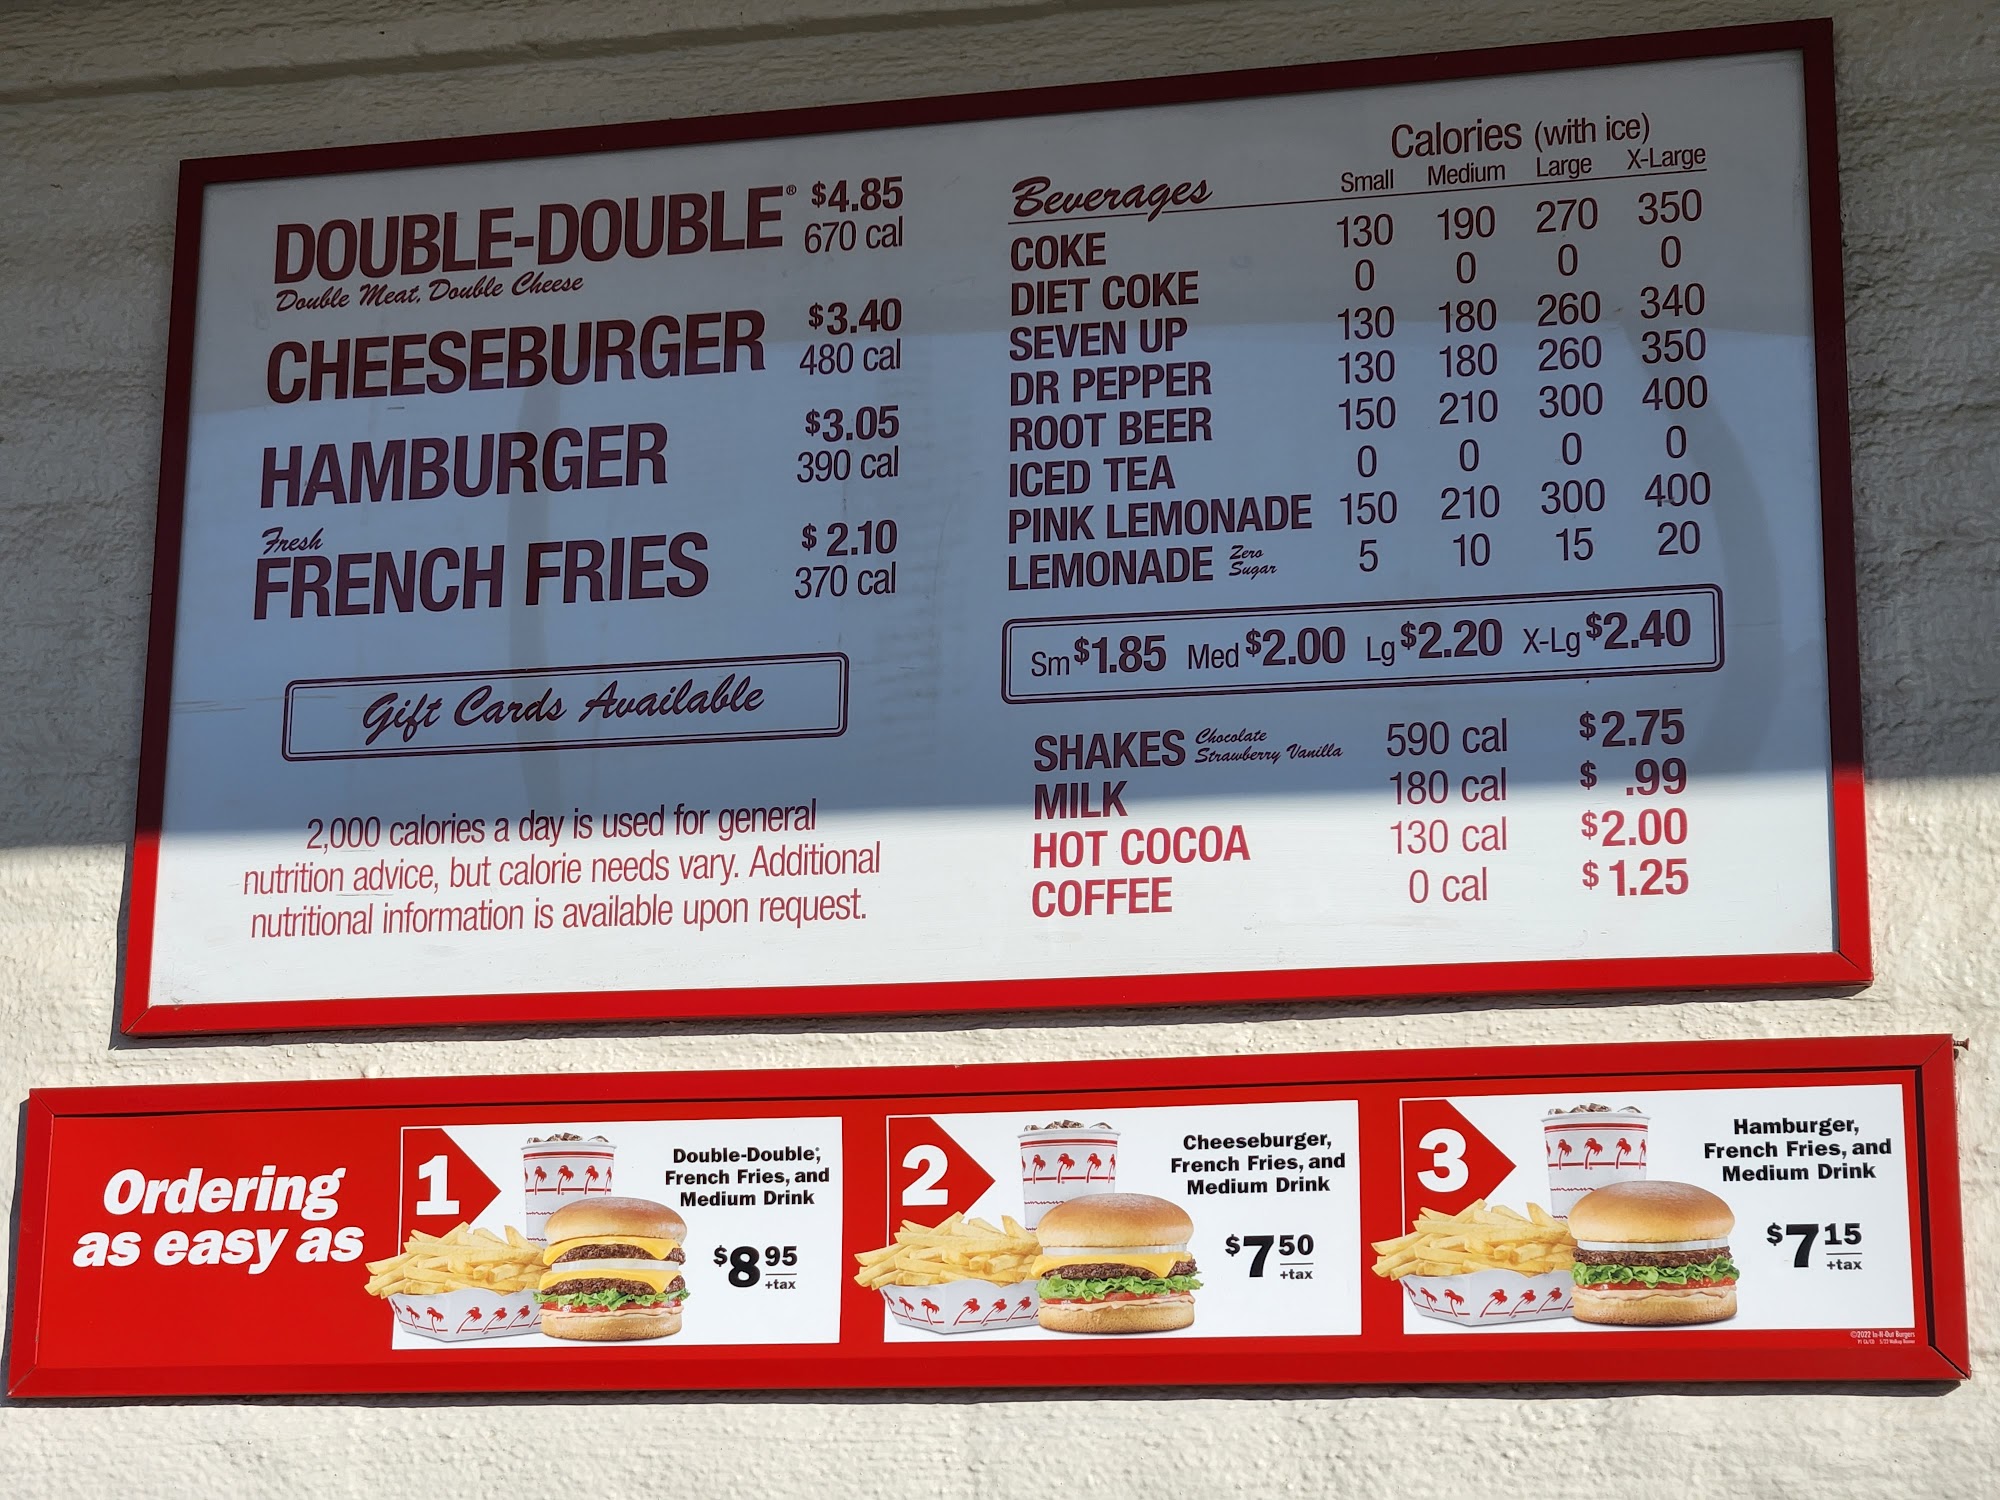 DOUBLE-DOUBLE® $4.85
670 cal
Double Meat, Double Cheese
CHEESEBURGER $3.40
480 cal
HAMBURGER $3.05
390 cal
Fresh
FRENCH FRIES $2.10
370 cal
Gift Cards Available
2,000 calories a day is used for general
nutrition advice, but calorie needs vary. Additional
nutritional information is available upon request.
Calories (with ice)
Beverages Small Medium Large X-Large
COKE 130 190 270 350
DIET COKE 0 0 0 0
SEVEN UP 130 180 260 340
DR PEPPER 130 180 260 350
ROOT BEER 150 210 300 400
ICED TEA 0 0 0 0
PINK LEMONADE 150 210 300 400
LEMONADE Zero Sugar 5 10 15 20
Sm $1.85 Med $2.00 Lg $2.20 X-Lg $2.40
SHAKES Chocolate Strawberry Vanilla 590 cal $2.75
MILK 180 cal $ .99
HOT COCOA 130 cal $2.00
COFFEE 0 cal $1.25
Ordering
as easy as
1
Double-Double®,
French Fries, and
Medium Drink
$8 95
+tax
2
Cheeseburger,
French Fries, and
Medium Drink
$7 50
+tax
3
Hamburger,
French Fries, and
Medium Drink
$7 15
+tax
©2022 In-N-Out Burgers